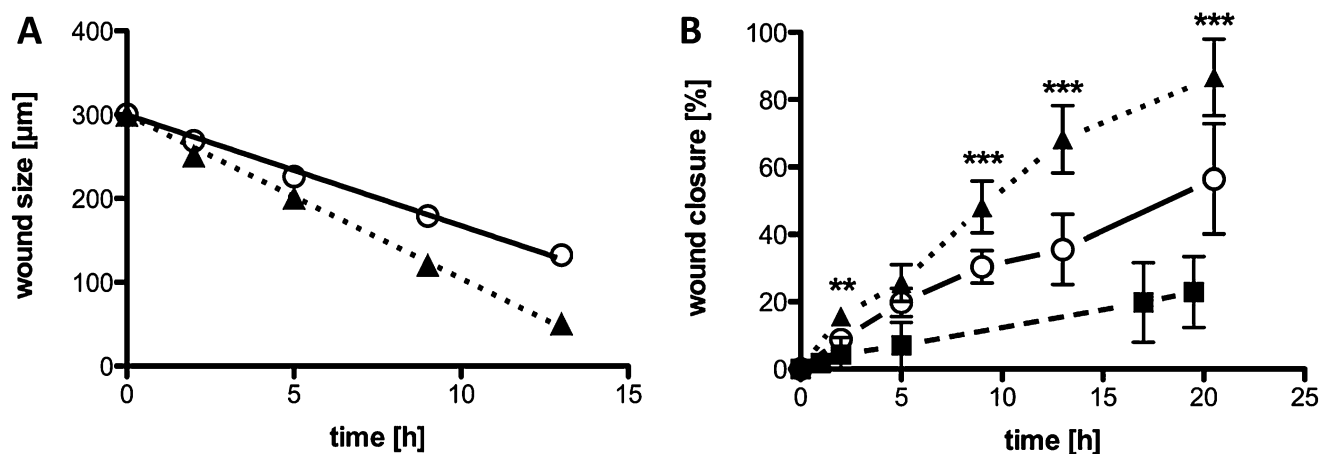 A
wound size [µm]
400
300
200
100
0
0 5 10 15
time [h]
B
wound closure [%]
100
80
60
40
20
0
** *** *** ***
0 5 10 15 20 25
time [h]